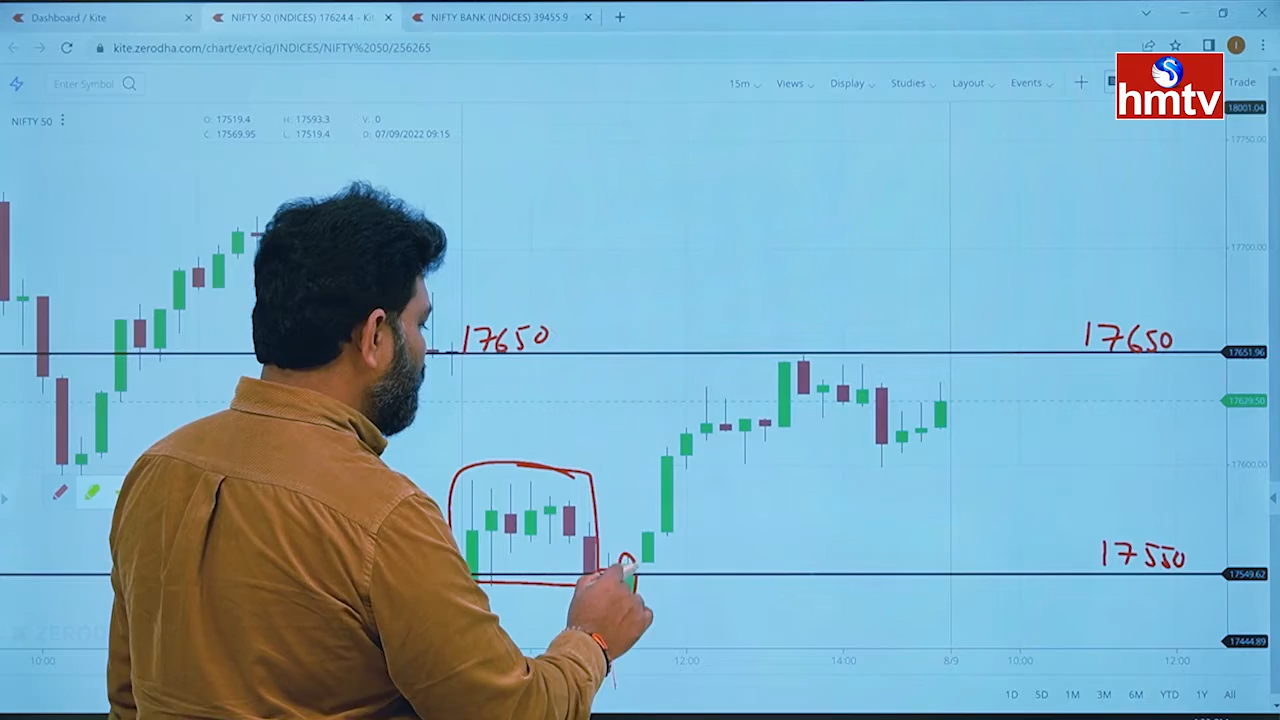 Dashboard / Kite
NIFTY 50 (INDICES) 17624.4 - Kit
NIFTY BANK (INDICES) 39455.9
kite.zerodha.com/chart/ext/ciq/INDICES/NIFTY%2050/256265
Enter Symbol
15m
Views
Display
Studies
Layout
Events
Trade
hmtv
NIFTY 50
O: 17519.4 H: 17593.3 V: 0
C: 17569.95 L: 17519.4 D: 07/09/2022 09:15
18001.04
17750.00
17700.00
17650
17650
17651.96
17629.50
17600.00
17550
17549.62
17444.89
ZEROD
10:00
12:00
14:00
8/9
10:00
12:00
1D 5D 1M 3M 6M YTD 1Y All